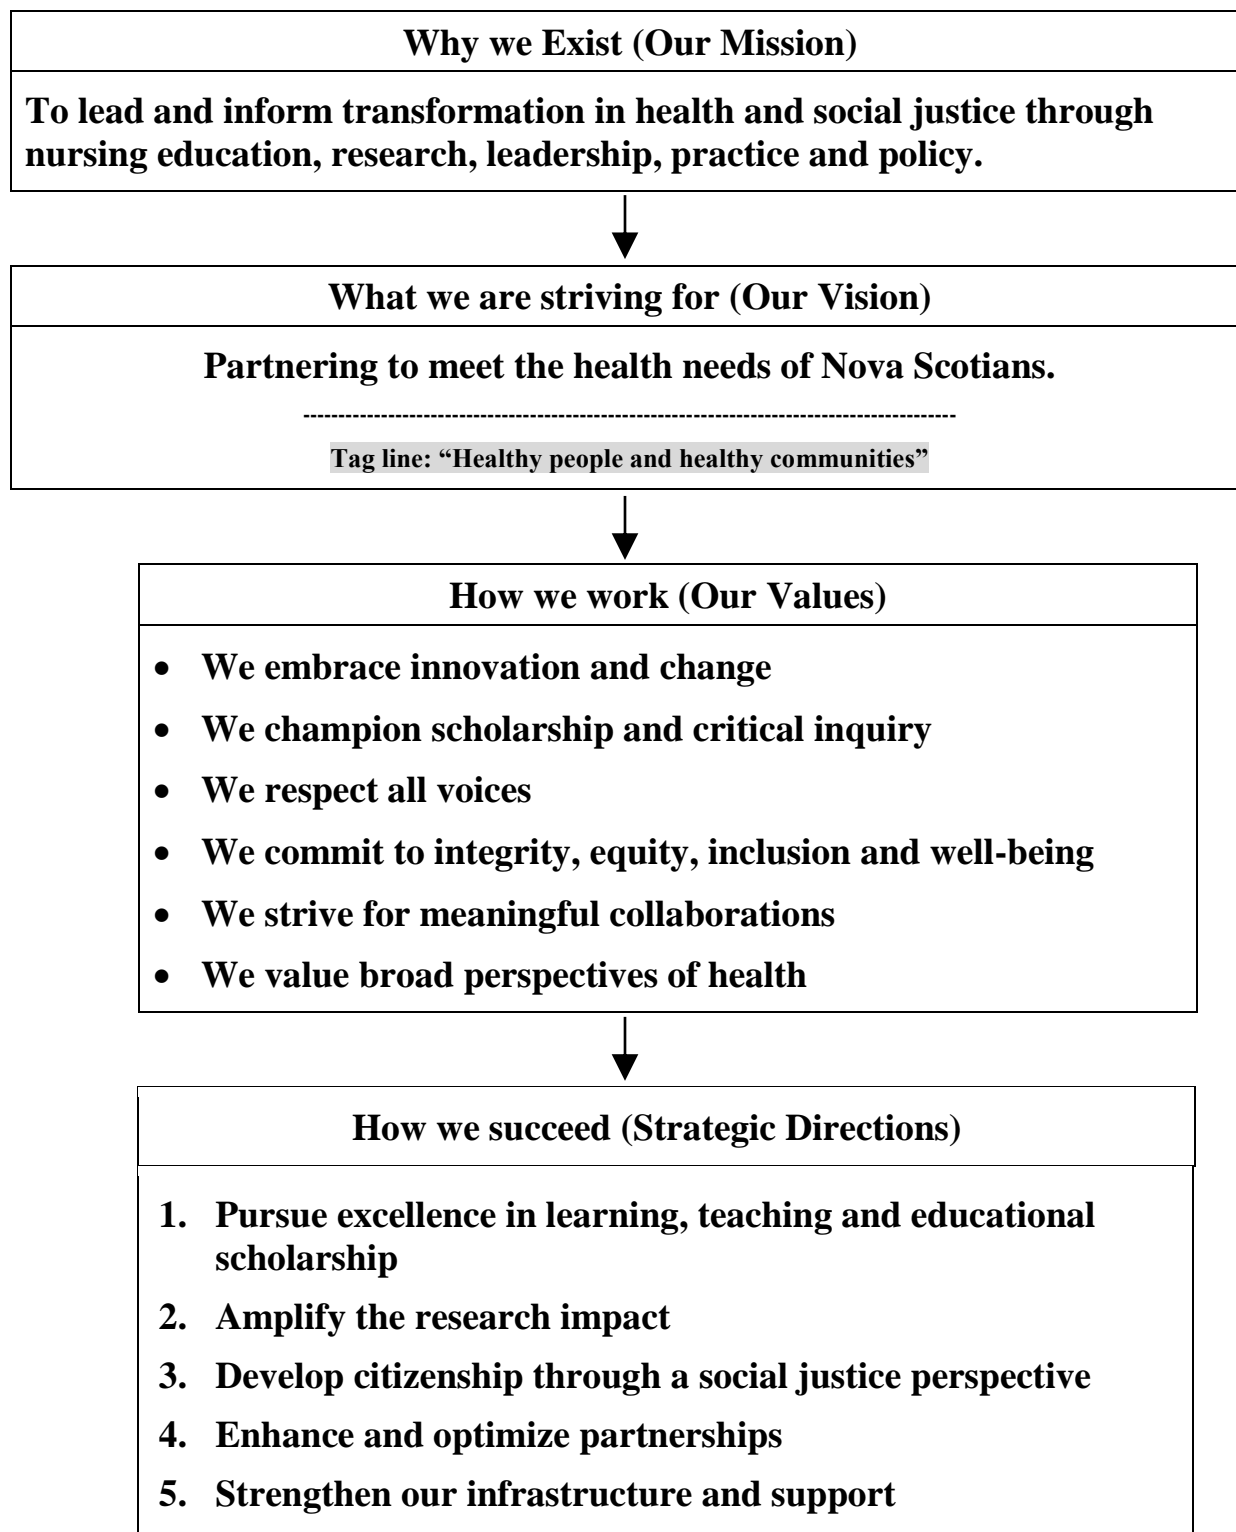 Why we Exist (Our Mission)
To lead and inform transformation in health and social justice through
nursing education, research, leadership, practice and policy.
What we are striving for (Our Vision)
Partnering to meet the health needs of Nova Scotians.
---------------------------------------------------------------------------------------------
Tag line: “Healthy people and healthy communities”
How we work (Our Values)
• We embrace innovation and change
• We champion scholarship and critical inquiry
• We respect all voices
• We commit to integrity, equity, inclusion and well-being
• We strive for meaningful collaborations
• We value broad perspectives of health
How we succeed (Strategic Directions)
1. Pursue excellence in learning, teaching and educational
scholarship
2. Amplify the research impact
3. Develop citizenship through a social justice perspective
4. Enhance and optimize partnerships
5. Strengthen our infrastructure and support